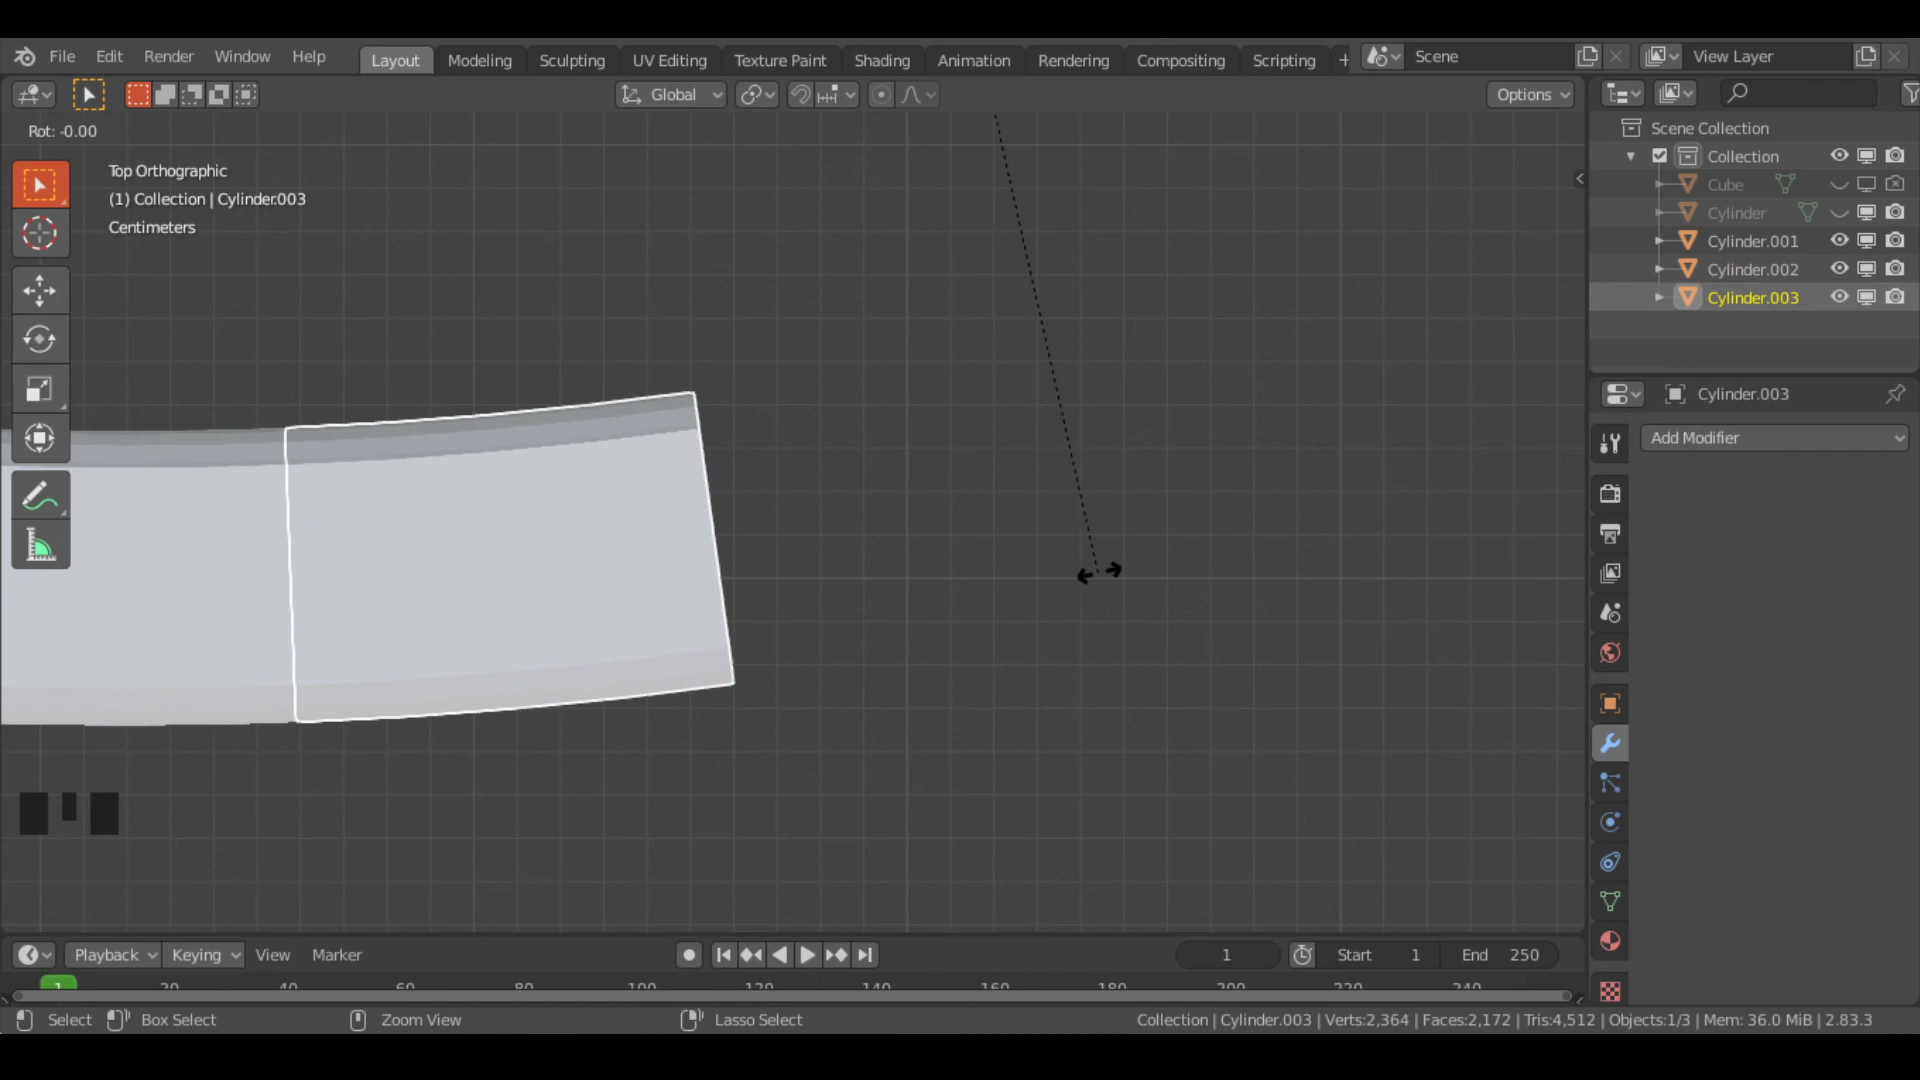 File Edit Render Window Help Layout Modeling Sculpting UV Editing Texture Paint Shading Animation Rendering Compositing Scripting + Scene View Layer
Global Options
Rot: -0.00
Top Orthographic
(1) Collection | Cylinder.003
Centimeters
Scene Collection
Collection
Cube
Cylinder
Cylinder.001
Cylinder.002
Cylinder.003
Cylinder.003
Add Modifier
Playback Keying View Marker 1 Start 1 End 250
1 20 40 60 80 100 120 140 160 180 200 220 240
Select Box Select Zoom View Lasso Select Collection | Cylinder.003 | Verts:2,364 | Faces:2,172 | Tris:4,512 | Objects:1/3 | Mem: 36.0 MiB | 2.83.3